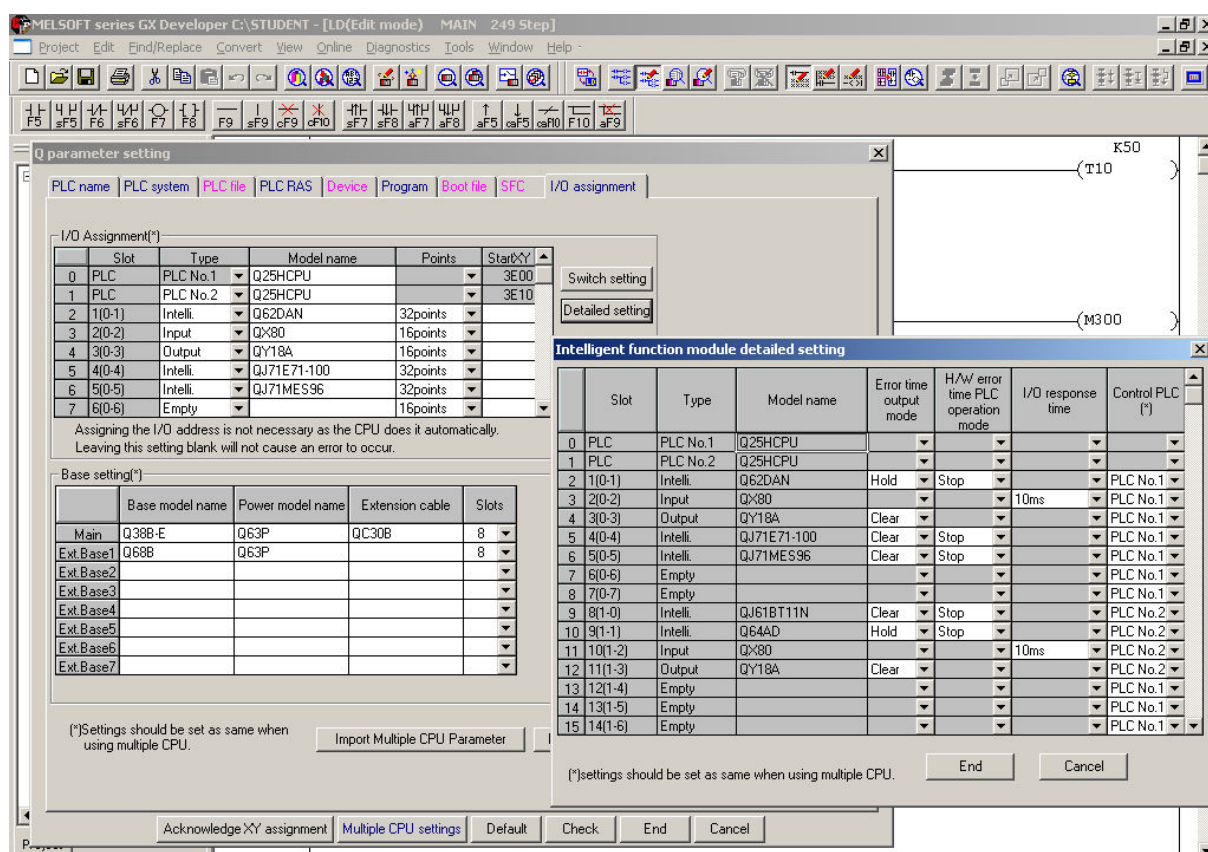 MELSOFT series GX Developer C:\STUDENT - [LD(Edit mode) MAIN 249 Step]
Project Edit Find/Replace Convert View Online Diagnostics Tools Window Help
F5 sF5 F6 sF6 F7 F8 F9 sF9 cF9 cF10 sF7 sF8 aF7 aF8 aF5 caF5 caF10 F10 aF9
K50
T10
M300
Q parameter setting
PLC name PLC system PLC file PLC RAS Device Program Boot file SFC I/O assignment
I/O Assignment(*)
Slot Type Model name Points StartXY
0 PLC PLC No.1 Q25HCPU 3E00
1 PLC PLC No.2 Q25HCPU 3E10
2 1(0-1) Intelli. Q62DAN 32points
3 2(0-2) Input QX80 16points
4 3(0-3) Output QY18A 16points
5 4(0-4) Intelli. QJ71E71-100 32points
6 5(0-5) Intelli. QJ71MES96 32points
7 6(0-6) Empty 16points
Switch setting
Detailed setting
Assigning the I/O address is not necessary as the CPU does it automatically.
Leaving this setting blank will not cause an error to occur.
Base setting(*)
Base model name Power model name Extension cable Slots
Main Q38B-E Q63P QC30B 8
Ext.Base1 Q68B Q63P 8
Ext.Base2
Ext.Base3
Ext.Base4
Ext.Base5
Ext.Base6
Ext.Base7
(*)Settings should be set as same when
using multiple CPU.
Import Multiple CPU Parameter
Acknowledge XY assignment Multiple CPU settings Default Check End Cancel
Intelligent function module detailed setting
Slot Type Model name Error time output mode H/W error time PLC operation mode I/O response time Control PLC (*)
0 PLC PLC No.1 Q25HCPU
1 PLC PLC No.2 Q25HCPU
2 1(0-1) Intelli. Q62DAN Hold Stop PLC No.1
3 2(0-2) Input QX80 10ms PLC No.1
4 3(0-3) Output QY18A Clear PLC No.1
5 4(0-4) Intelli. QJ71E71-100 Clear Stop PLC No.1
6 5(0-5) Intelli. QJ71MES96 Clear Stop PLC No.1
7 6(0-6) Empty PLC No.1
8 7(0-7) Empty PLC No.1
9 8(1-0) Intelli. QJ61BT11N Clear Stop PLC No.2
10 9(1-1) Intelli. Q64AD Hold Stop PLC No.2
11 10(1-2) Input QX80 10ms PLC No.2
12 11(1-3) Output QY18A Clear PLC No.2
13 12(1-4) Empty PLC No.1
14 13(1-5) Empty PLC No.1
15 14(1-6) Empty PLC No.1
(*)settings should be set as same when using multiple CPU.
End Cancel